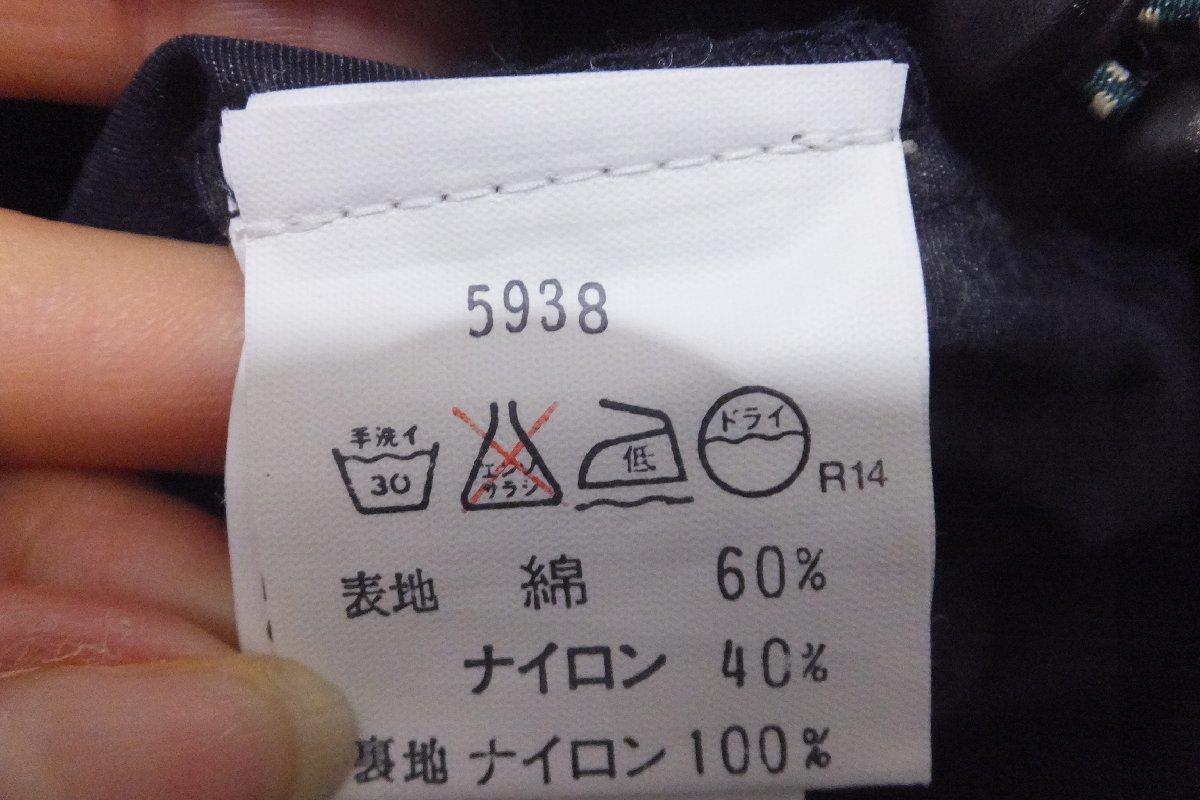 5938
手洗イ
30
エンソ
サラシ
低
ドライ
R14
表地 綿 60%
ナイロン 40%
裏地 ナイロン 100%